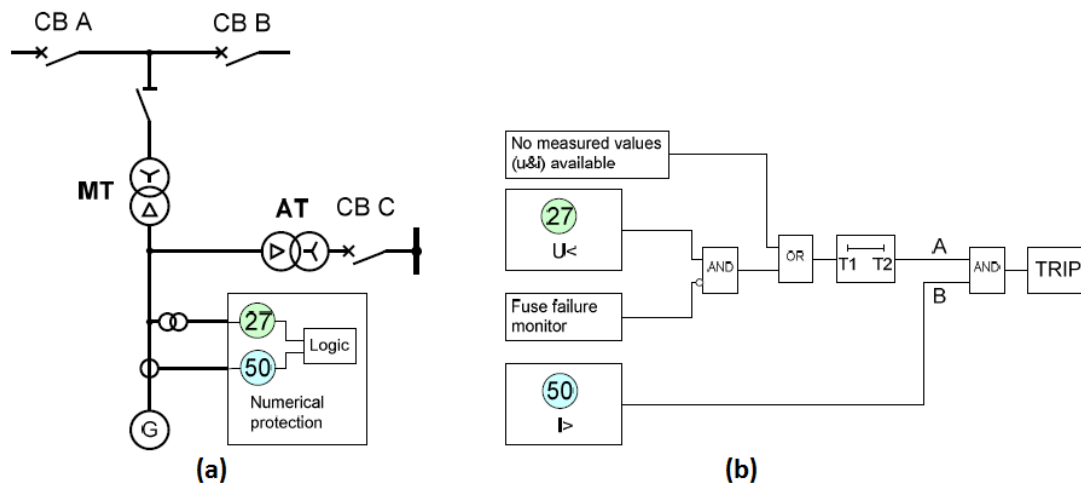 CB A
CB B
MT
AT
CB C
27
50
Logic
Numerical
protection
G
(a)
No measured values
(u&i) available
27
U<
Fuse failure
monitor
50
I>
AND
OR
T1 T2
A
B
AND
TRIP
(b)